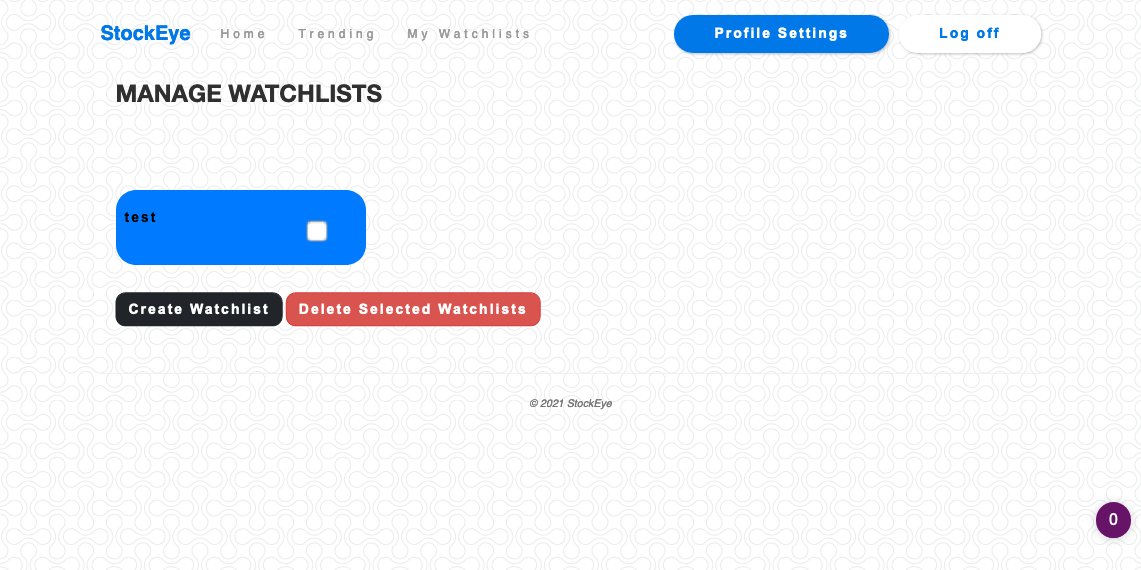 StockEye Home Trending My Watchlists Profile Settings Log off
MANAGE WATCHLISTS
test
Create Watchlist Delete Selected Watchlists
© 2021 StockEye
0